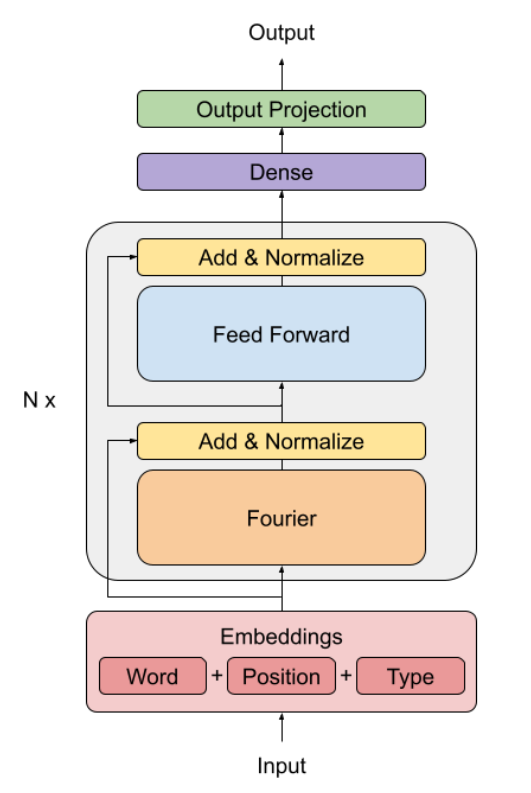 Output
Output Projection
Dense
Add & Normalize
Feed Forward
N x
Add & Normalize
Fourier
Embeddings
Word + Position + Type
Input